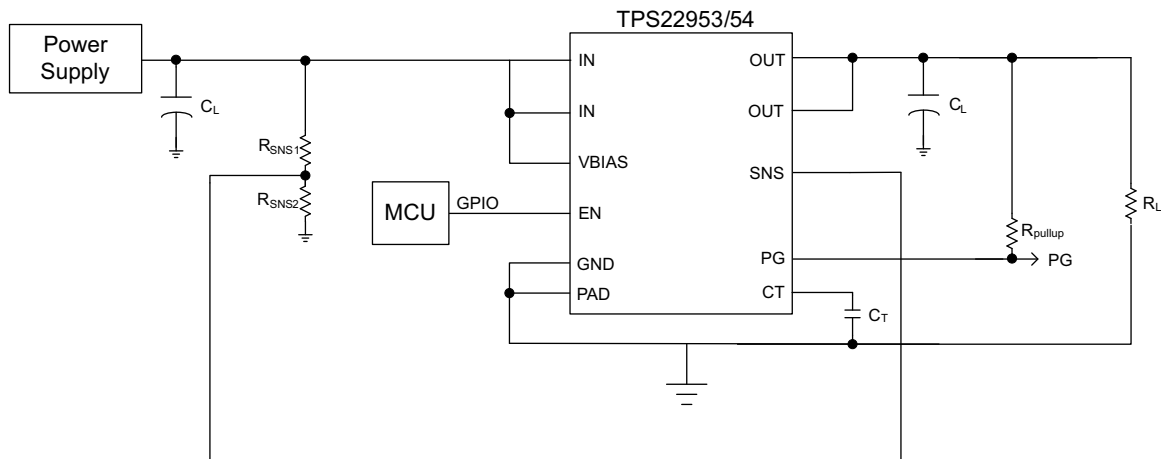 TPS22953/54
Power
Supply
IN
OUT
CL
IN
OUT
CL
RSNS1
VBIAS
SNS
RSNS2
MCU
GPIO
EN
RL
Rpullup
GND
PG
PG
PAD
CT
CT